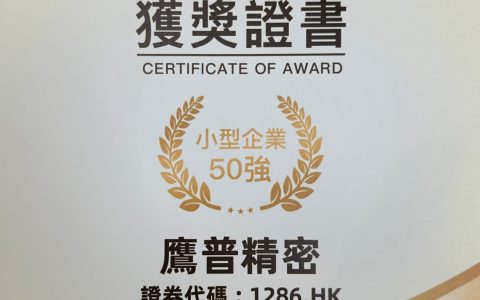 獲獎證書
CERTIFICATE OF AWARD
小型企業
50強
鷹普精密
證券代碼：1286.HK